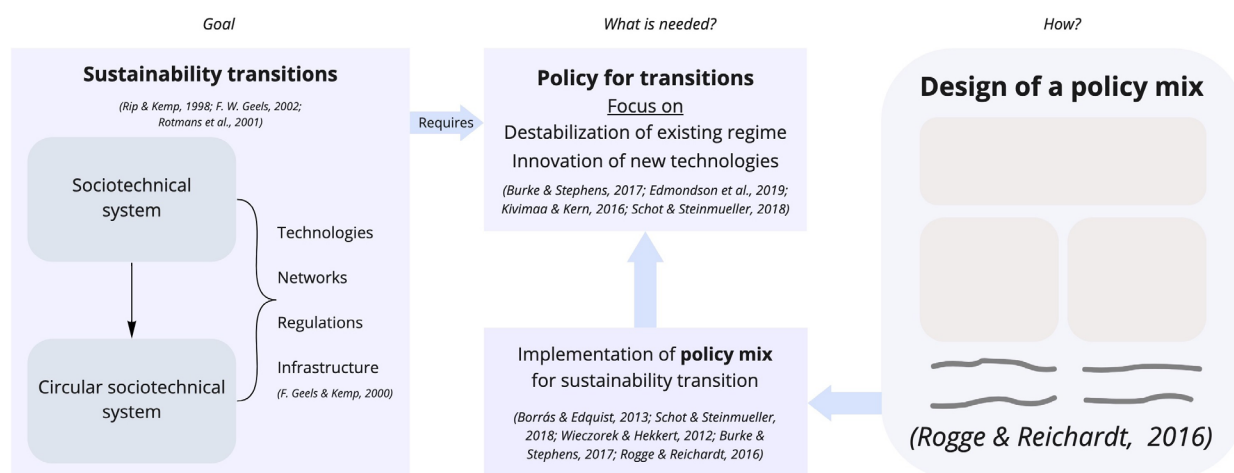 Goal
What is needed?
How?
Sustainability transitions
(Rip & Kemp, 1998; F. W. Geels, 2002;
Rotmans et al., 2001)
Sociotechnical
system
Technologies
Networks
Regulations
Infrastructure
(F. Geels & Kemp, 2000)
Circular sociotechnical
system
Requires
Policy for transitions
Focus on
Destabilization of existing regime
Innovation of new technologies
(Burke & Stephens, 2017; Edmondson et al., 2019;
Kivimaa & Kern, 2016; Schot & Steinmueller, 2018)
Implementation of policy mix
for sustainability transition
(Borrás & Edquist, 2013; Schot & Steinmueller,
2018; Wieczorek & Hekkert, 2012; Burke &
Stephens, 2017; Rogge & Reichardt, 2016)
Design of a policy mix
(Rogge & Reichardt, 2016)